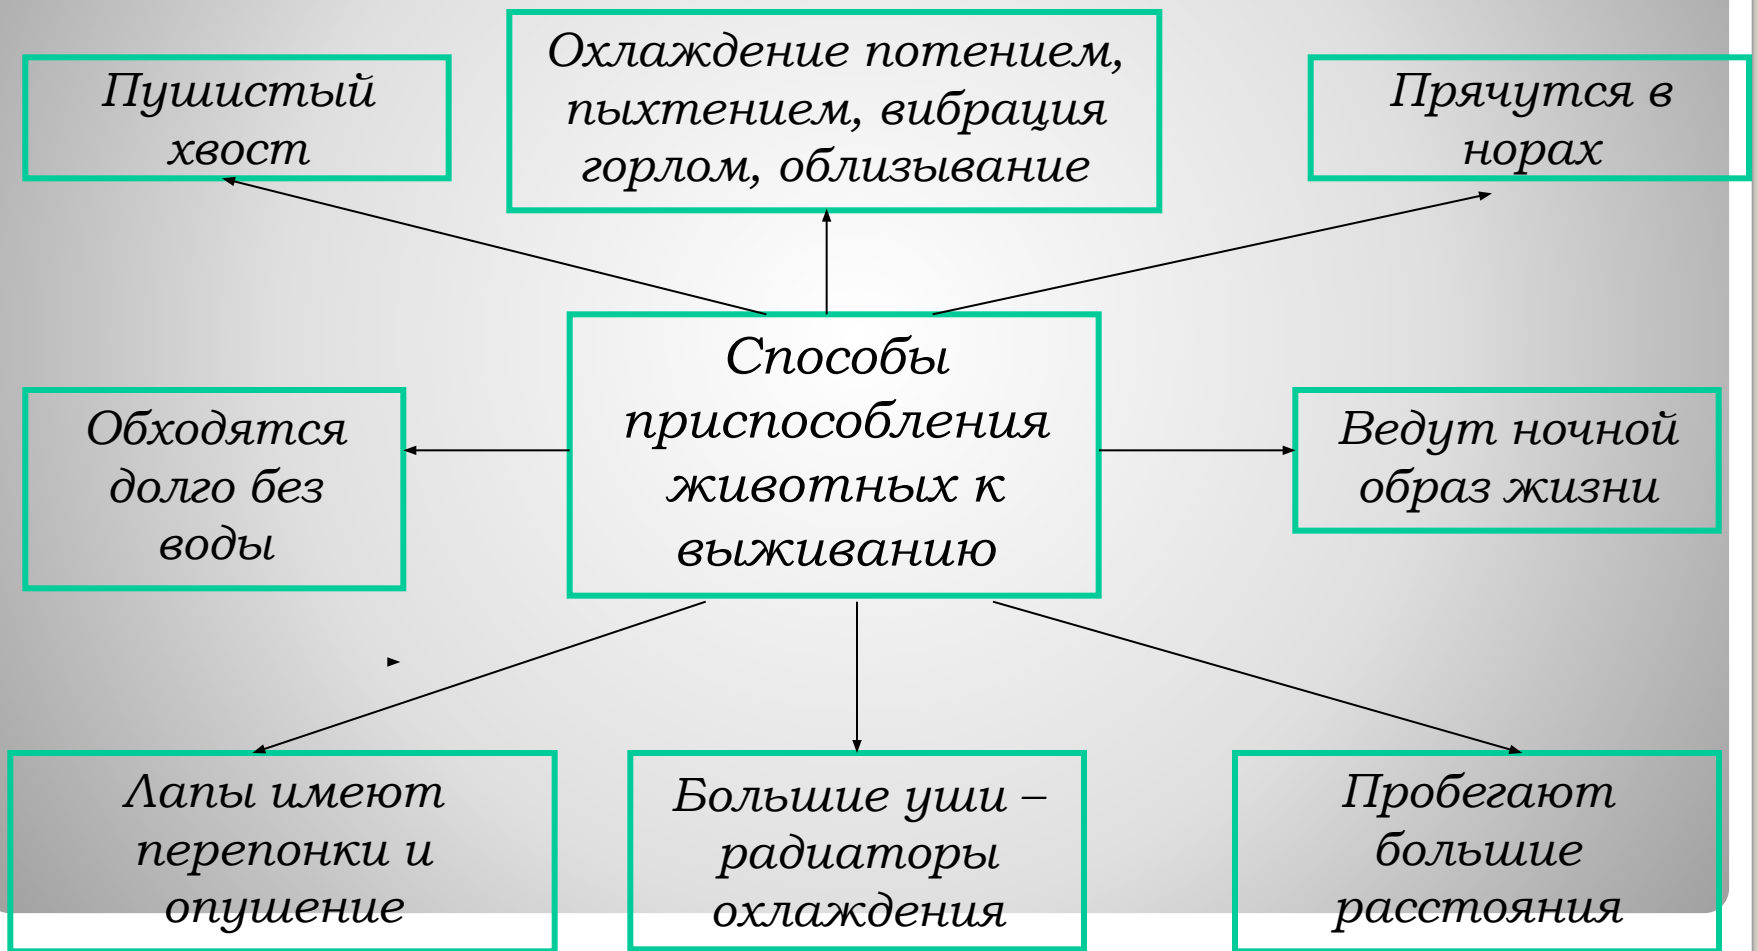 Пушистый
хвост
Охлаждение потением,
пыхтением, вибрация
горлом, облизывание
Прячутся в
норах
Способы
приспособления
животных к
выживанию
Обходятся
долго без
воды
Ведут ночной
образ жизни
Лапы имеют
перепонки и
опушение
Большие уши –
радиаторы
охлаждения
Пробегают
большие
расстояния